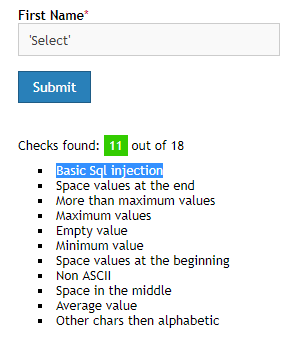 First Name*
'Select'
Submit
Checks found: 11 out of 18
Basic Sql injection
Space values at the end
More than maximum values
Maximum values
Empty value
Minimum value
Space values at the beginning
Non ASCII
Space in the middle
Average value
Other chars then alphabetic